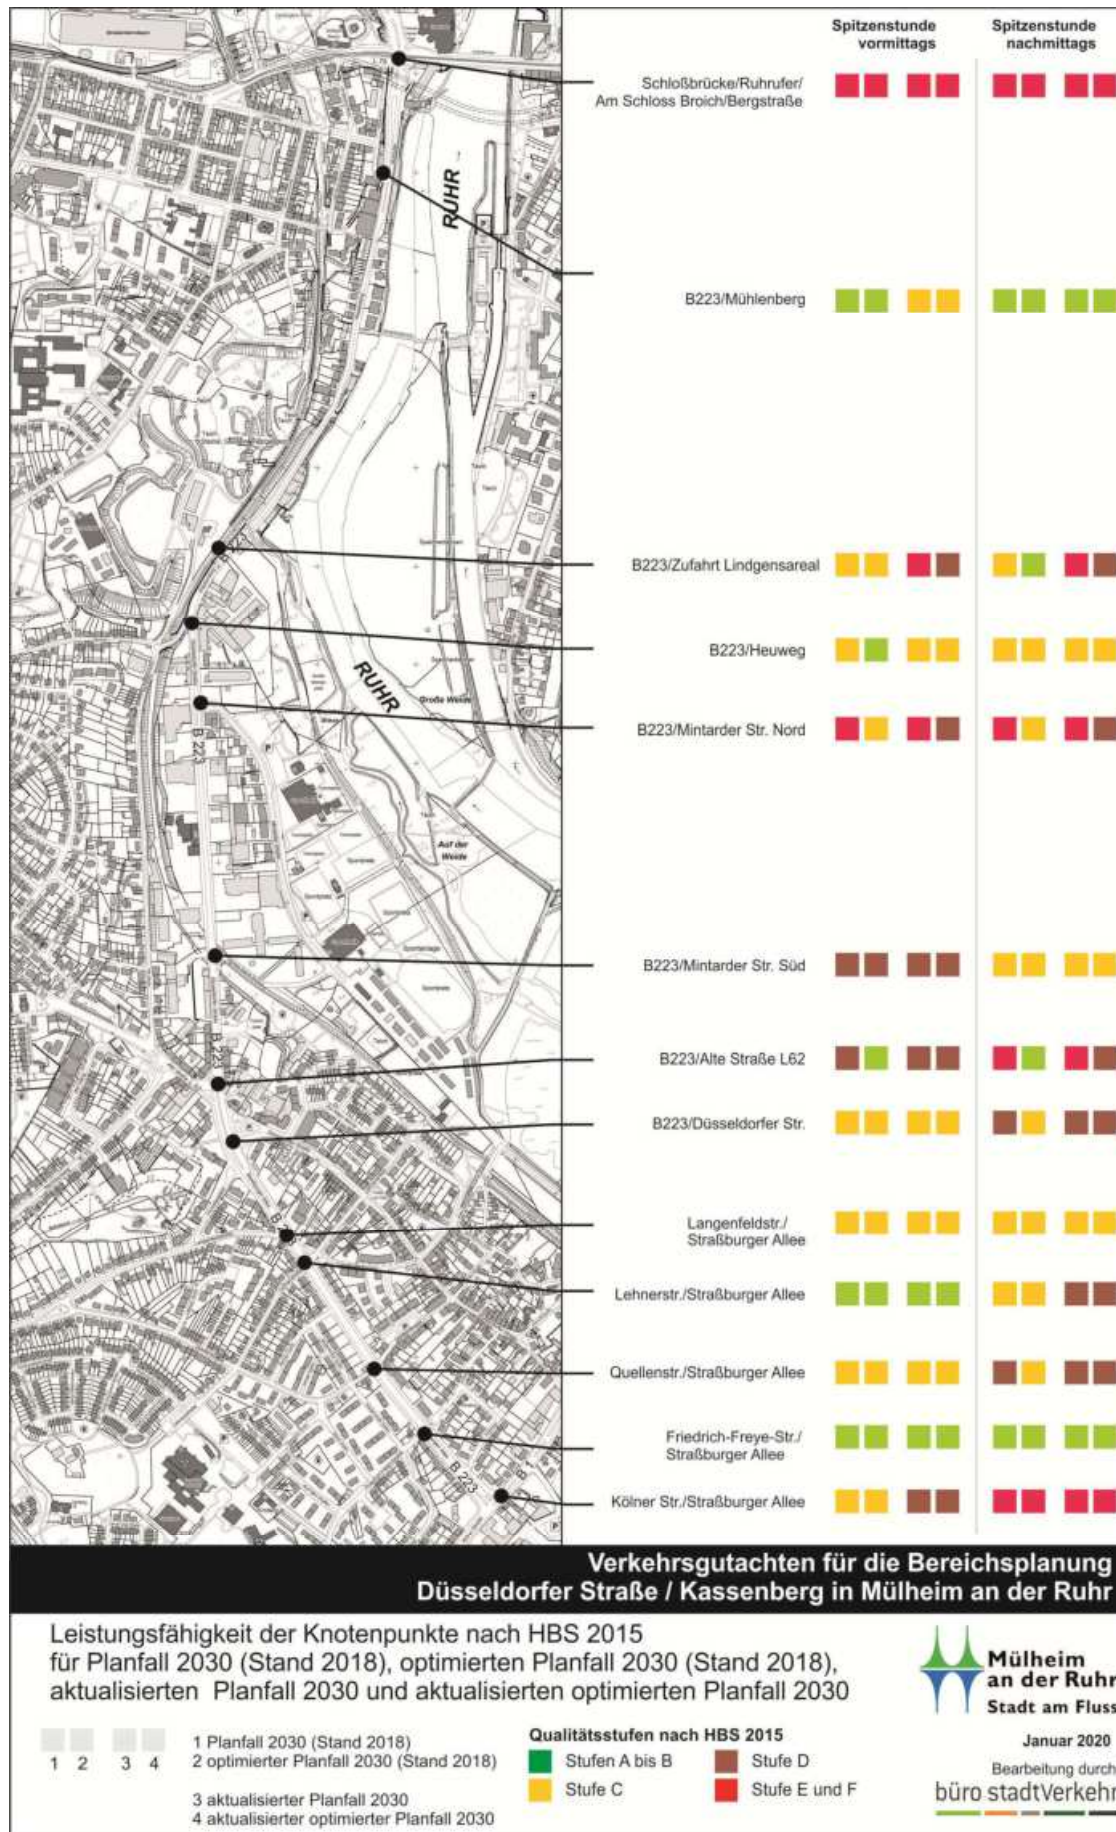 Spitzenstunde
vormittags
Spitzenstunde
nachmittags
Schloßbrücke/Ruhrufer/
Am Schloss Broich/Bergstraße
RUHR
B223/Mühlenberg
B223/Zufahrt Lindgensareal
B223/Heuweg
RUHR
Große Weide
B223/Mintarder Str. Nord
B 223
Auf der
Weide
B223/Mintarder Str. Süd
B223/Alte Straße L62
B223/Düsseldorfer Str.
Langenfeldstr./
Straßburger Allee
Lehnerstr./Straßburger Allee
Quellenstr./Straßburger Allee
Friedrich-Freye-Str./
Straßburger Allee
B 223
Kölner Str./Straßburger Allee
Verkehrsgutachten für die Bereichsplanung
Düsseldorfer Straße / Kassenberg in Mülheim an der Ruhr
Leistungsfähigkeit der Knotenpunkte nach HBS 2015
für Planfall 2030 (Stand 2018), optimierten Planfall 2030 (Stand 2018),
aktualisierten Planfall 2030 und aktualisierten optimierten Planfall 2030
Mülheim
an der Ruhr
Stadt am Fluss
1 2 3 4
1 Planfall 2030 (Stand 2018)
2 optimierter Planfall 2030 (Stand 2018)
3 aktualisierter Planfall 2030
4 aktualisierter optimierter Planfall 2030
Qualitätsstufen nach HBS 2015
Stufen A bis B
Stufe D
Stufe C
Stufe E und F
Januar 2020
Bearbeitung durch
büro stadtVerkehr